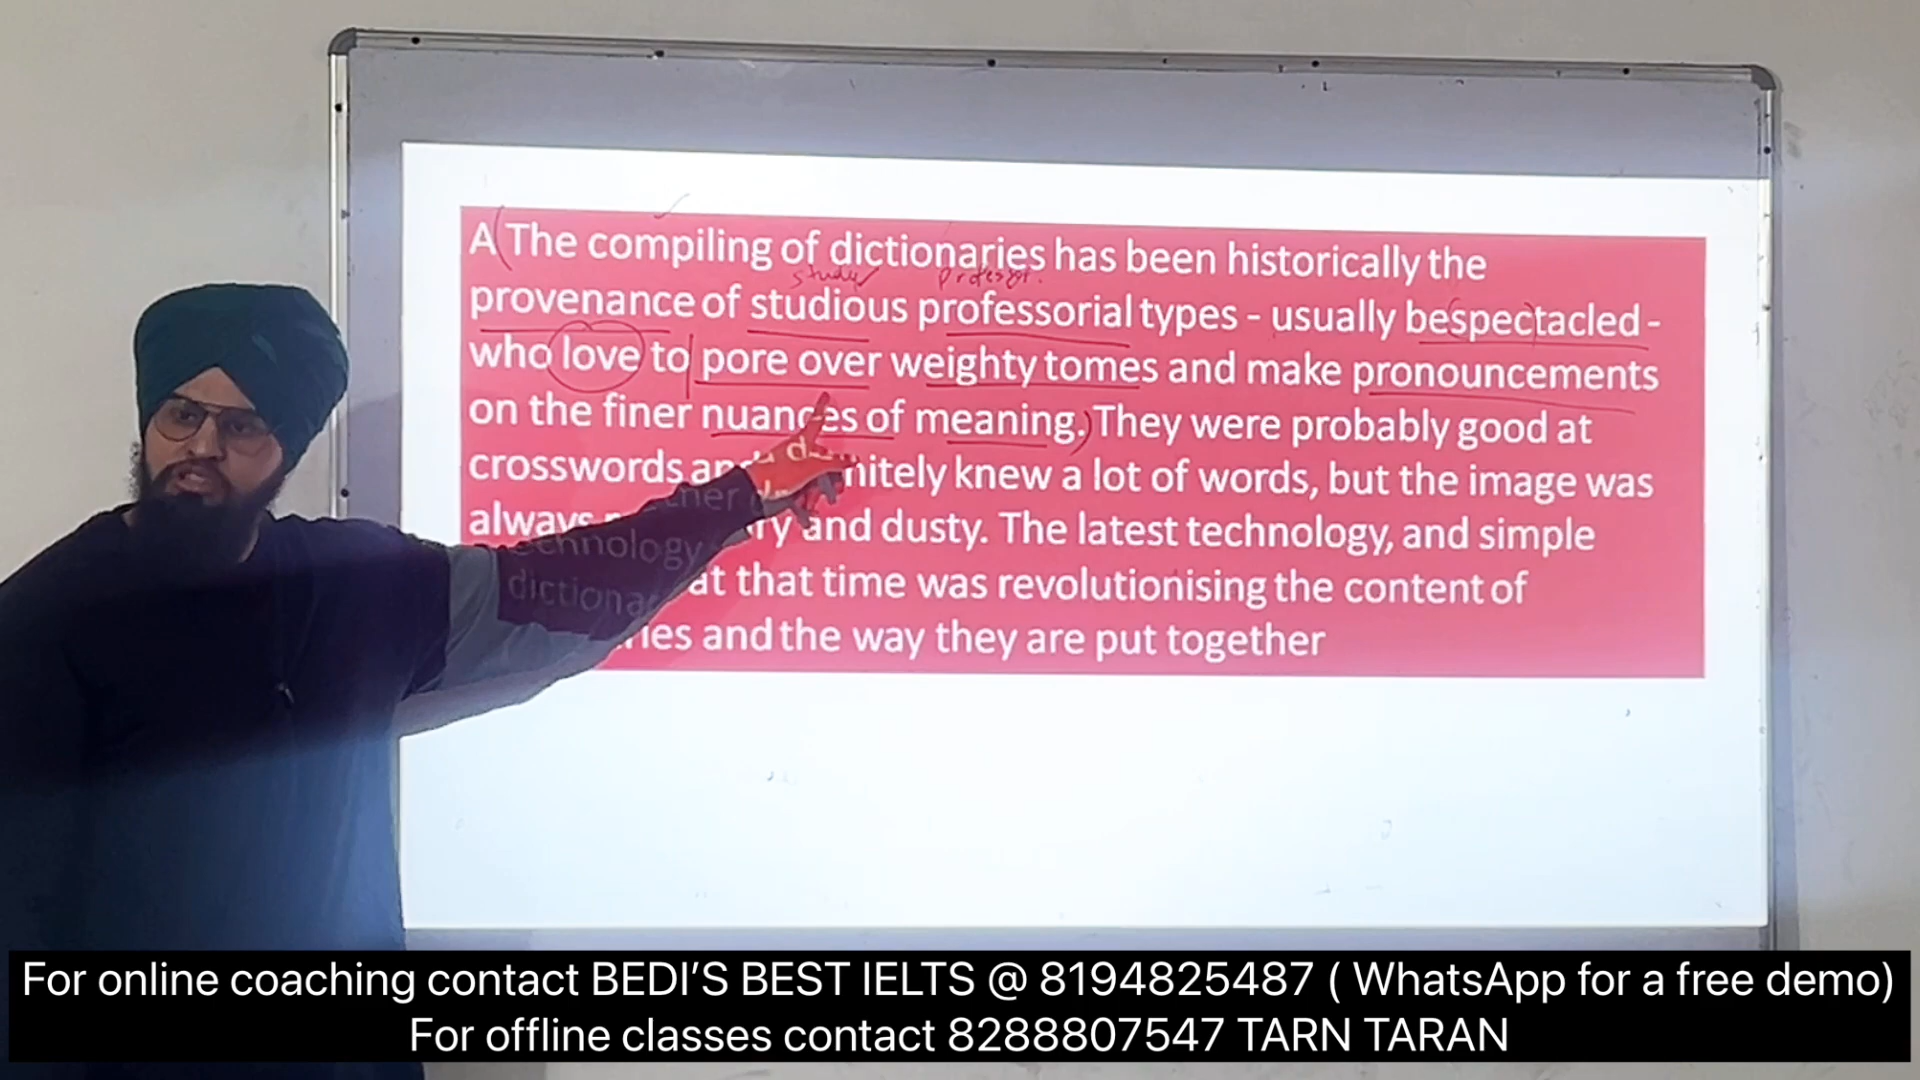 A The compiling of dictionaries has been historically the
study professor.
provenance of studious professorial types - usually bespectacled -
who love to pore over weighty tomes and make pronouncements
on the finer nuances of meaning. They were probably good at
crosswords and nitely knew a lot of words, but the image was
always ry and dusty. The latest technology, and simple
technology
at that time was revolutionising the content of
ries and the way they are put together
For online coaching contact BEDI'S BEST IELTS @ 8194825487 ( WhatsApp for a free demo)
For offline classes contact 8288807547 TARN TARAN